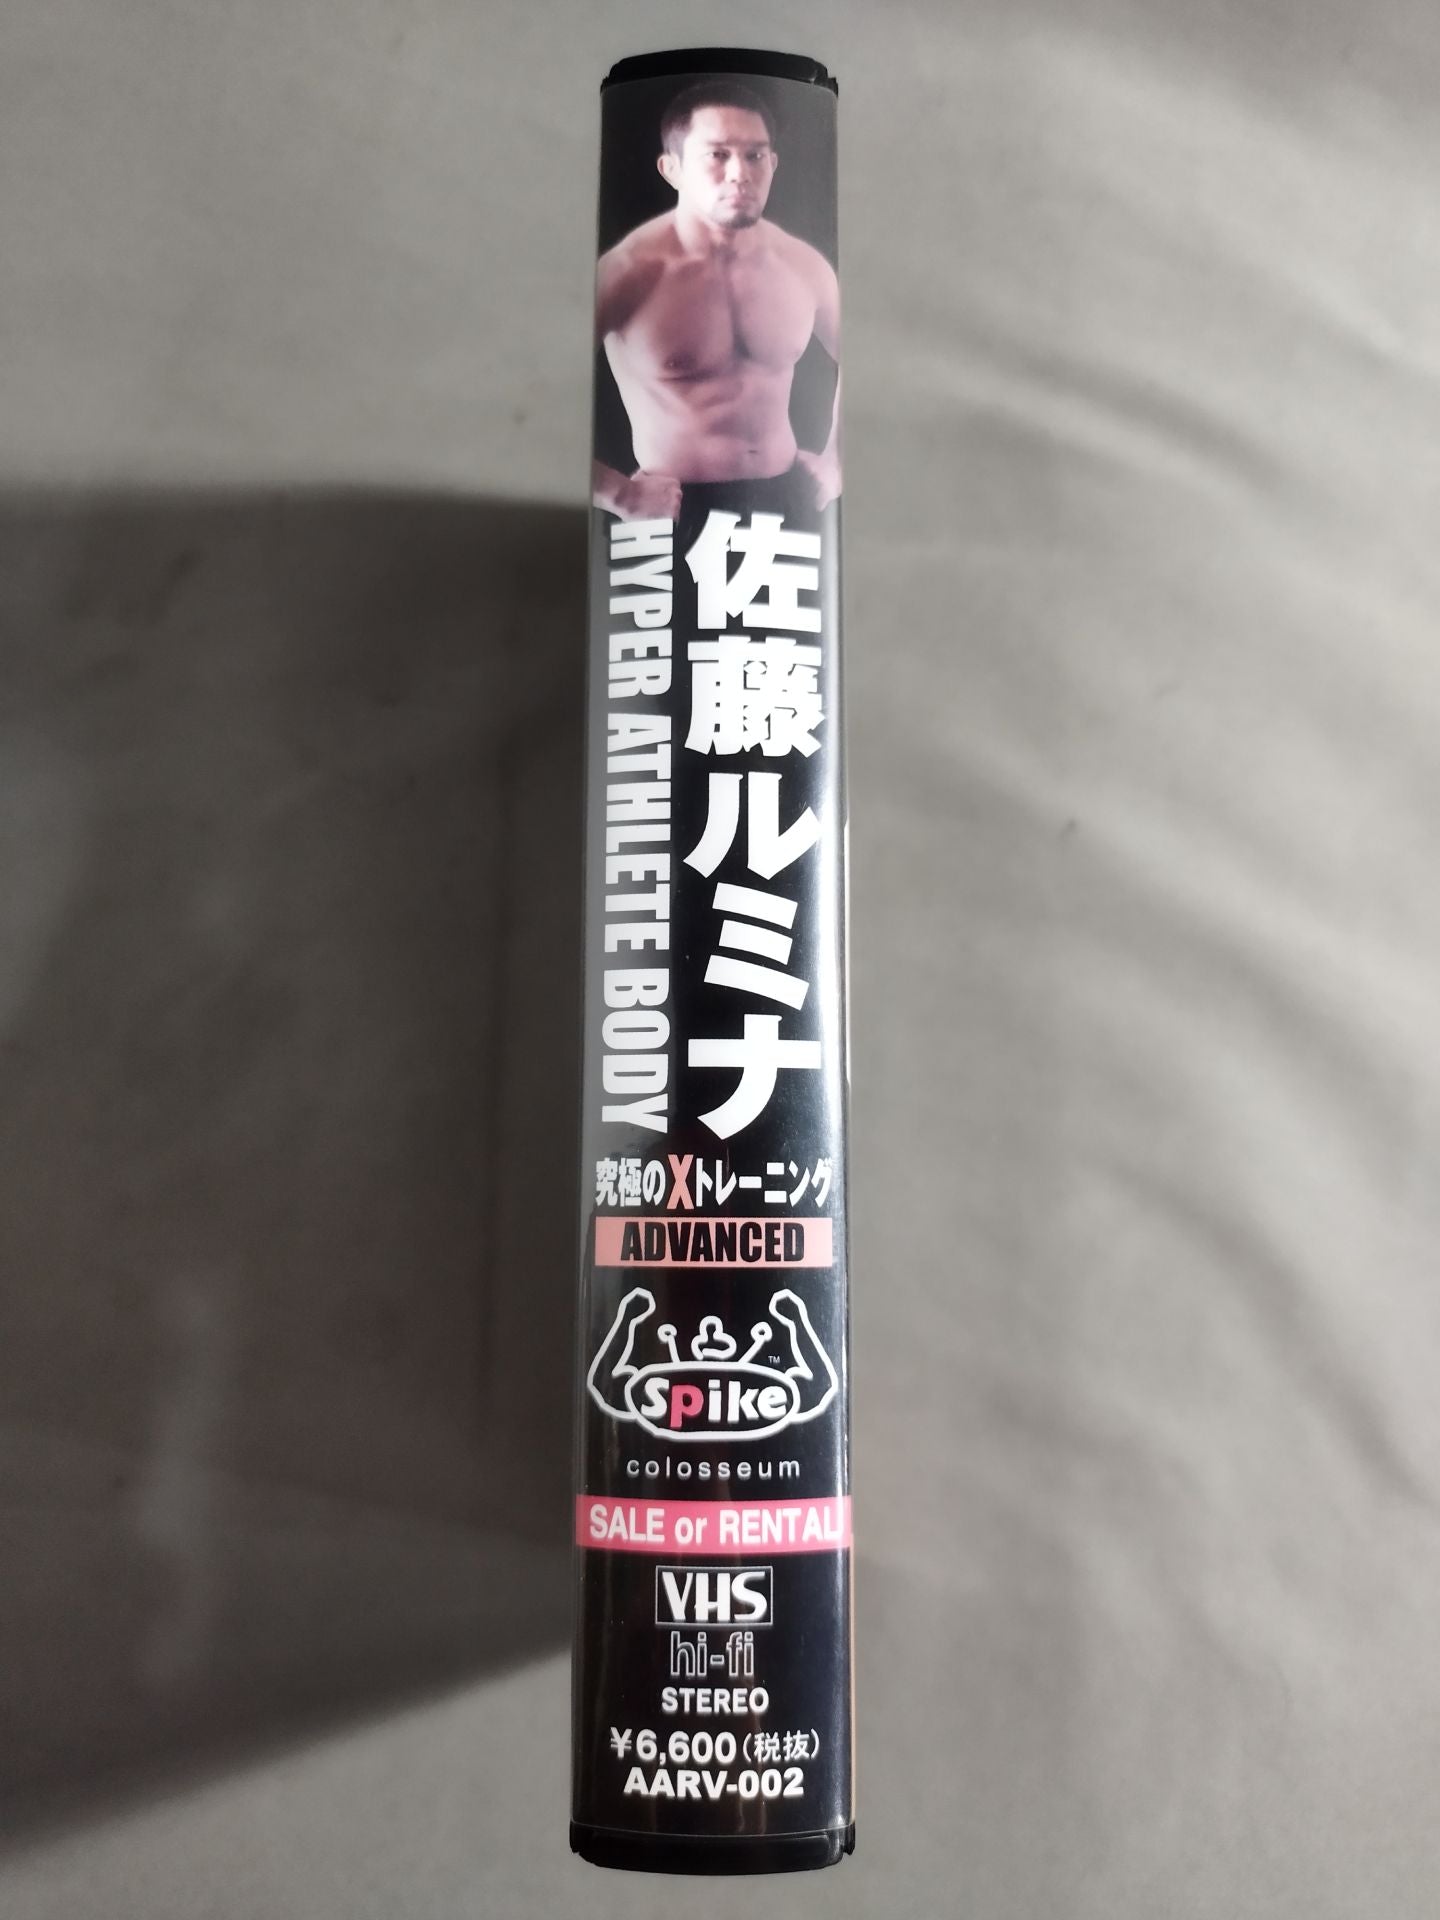 佐藤ルミナ
HYPER ATHLETE BODY
究極のXトレーニング
ADVANCED
TM
Spike
colosseum
SALE or RENTAL
VHS
hi-fi
STEREO
¥6,600(税抜)
AARV-002